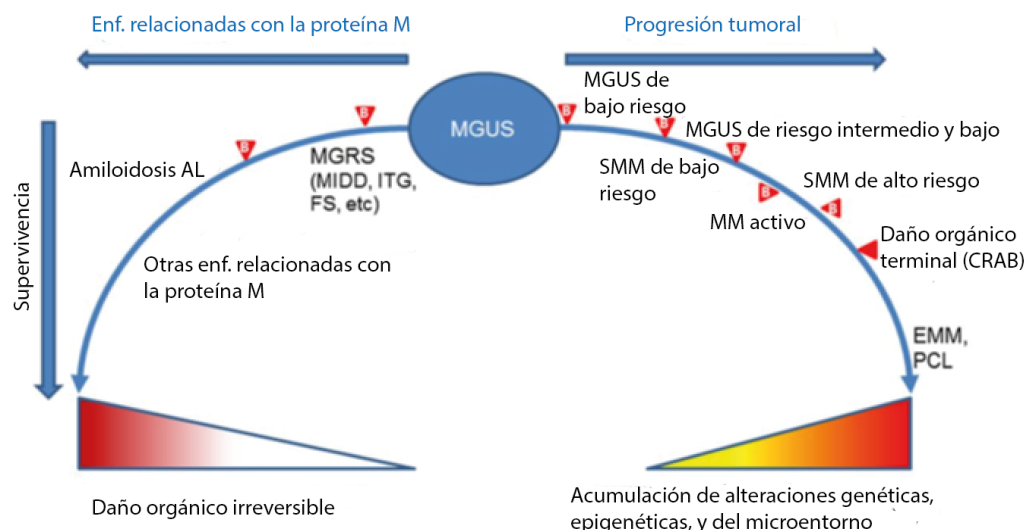 Enf. relacionadas con la proteína M
Progresión tumoral
MGUS
MGUS de
bajo riesgo
B
B
MGUS de riesgo intermedio y bajo
SMM de bajo
riesgo
B
SMM de alto riesgo
B
MM activo
B
Daño orgánico
terminal (CRAB)
EMM,
PCL
B
MGRS
(MIDD, ITG,
FS, etc)
B
Amiloidosis AL
Otras enf. relacionadas con
la proteína M
Supervivencia
Daño orgánico irreversible
Acumulación de alteraciones genéticas,
epigenéticas, y del microentorno